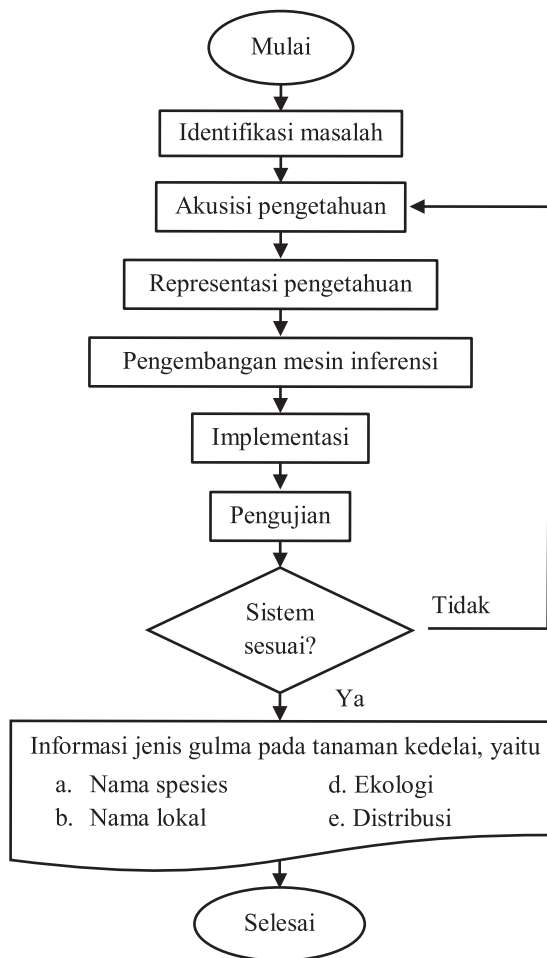 Mulai
Identifikasi masalah
Akusisi pengetahuan
Representasi pengetahuan
Pengembangan mesin inferensi
Implementasi
Pengujian
Sistem
sesuai?
Tidak
Ya
Informasi jenis gulma pada tanaman kedelai, yaitu
a. Nama spesies
b. Nama lokal
d. Ekologi
e. Distribusi
Selesai